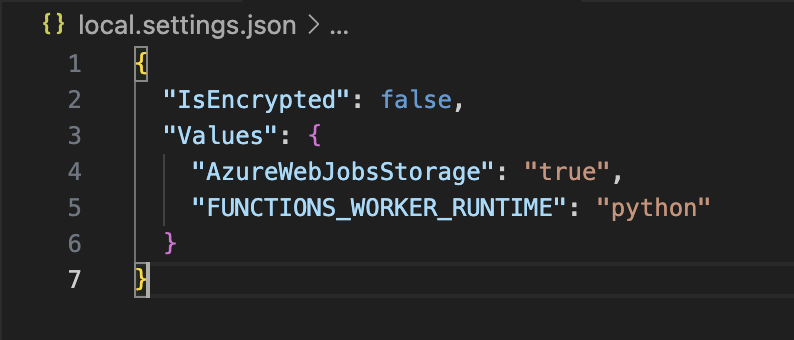 {} local.settings.json > ...
1 {
2   "IsEncrypted": false,
3   "Values": {
4     "AzureWebJobsStorage": "true",
5     "FUNCTIONS_WORKER_RUNTIME": "python"
6   }
7 }